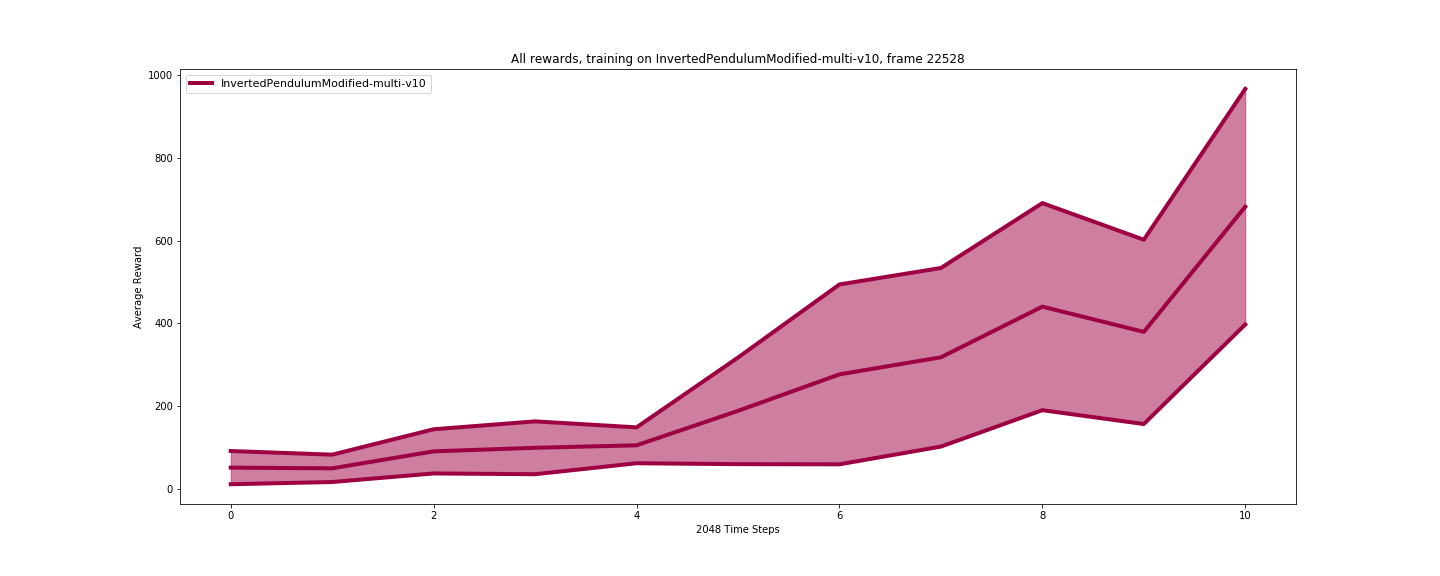 All rewards, training on InvertedPendulumModified-multi-v10, frame 22528
InvertedPendulumModified-multi-v10
1000
800
600
400
200
0
Average Reward
0 2 4 6 8 10
2048 Time Steps